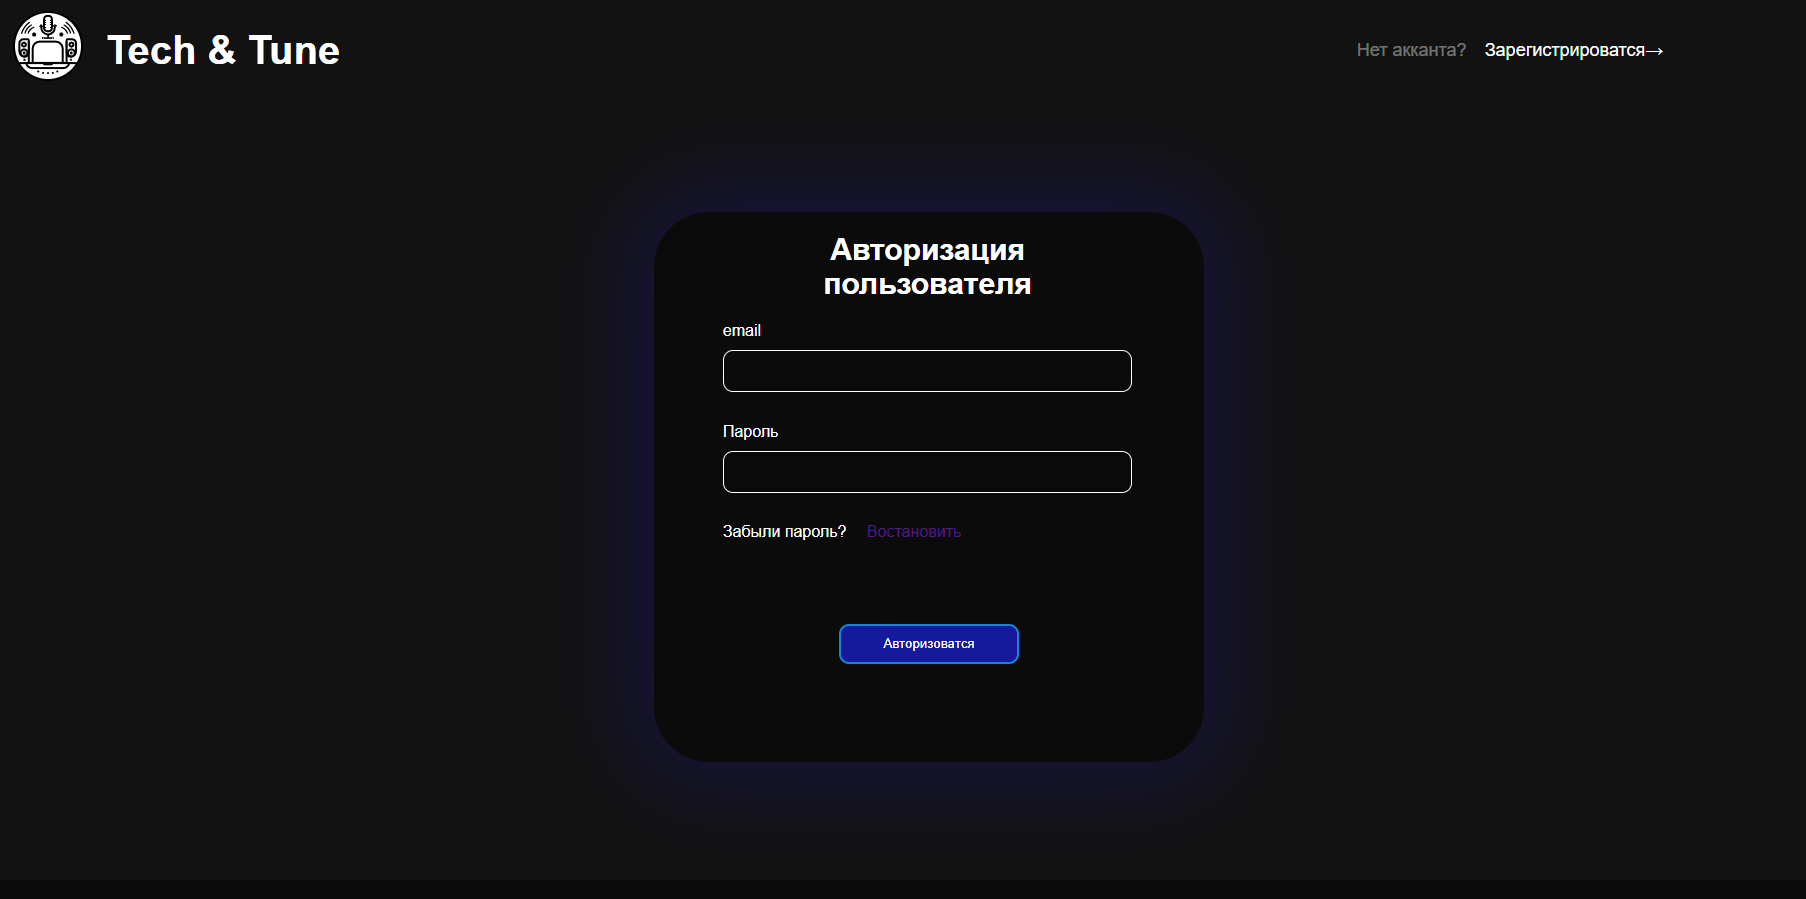 Tech & Tune
Нет акканта? Зарегистрироватся→
Авторизация
пользователя
email
Пароль
Забыли пароль? Востановить
Авторизоватся